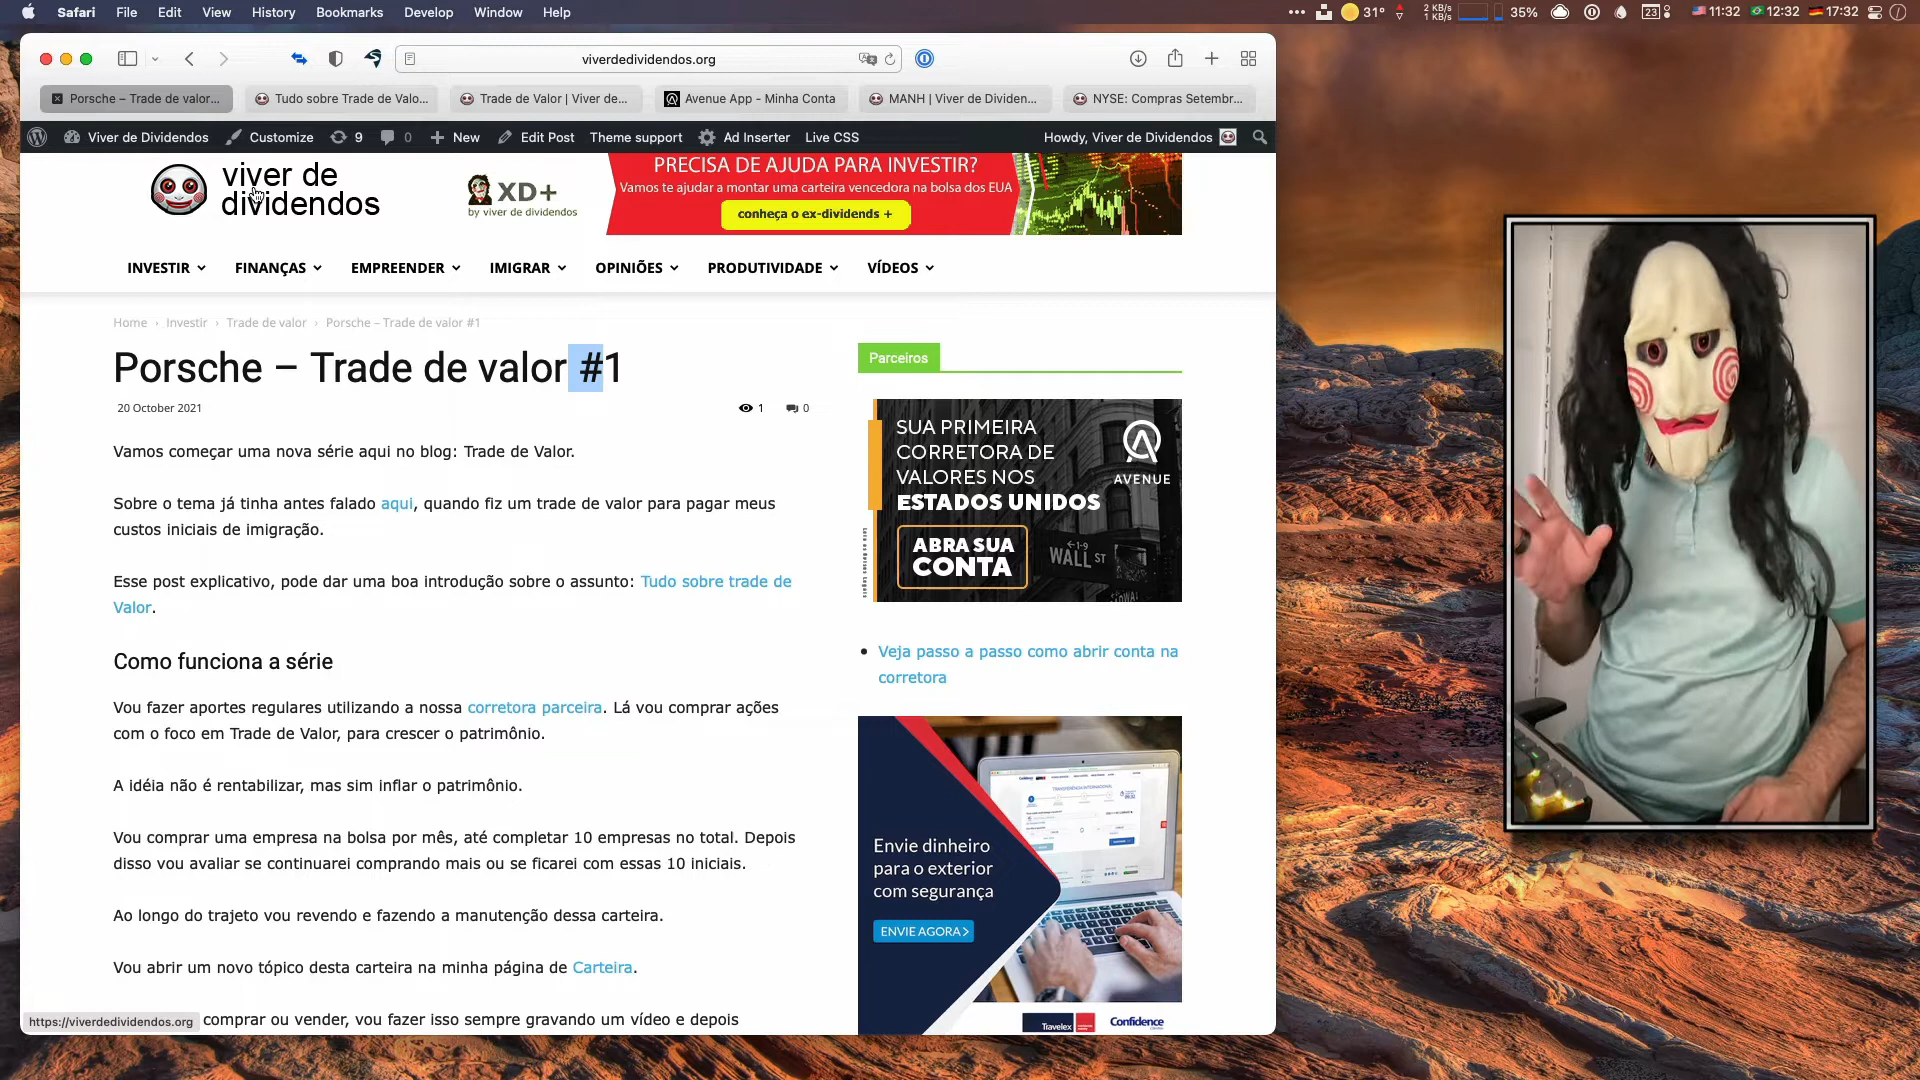 Safari File Edit View History Bookmarks Develop Window Help
31° 2 KB/s 1 KB/s 35% 23 11:32 12:32 17:32
viverdedividendos.org
Porsche – Trade de valor... Tudo sobre Trade de Valo... Trade de Valor | Viver de... Avenue App - Minha Conta MANH | Viver de Dividen... NYSE: Compras Setembr...
Viver de Dividendos Customize 9 0 New Edit Post Theme support Ad Inserter Live CSS Howdy, Viver de Dividendos
viver de
dividendos
XD+
by viver de dividendos
PRECISA DE AJUDA PARA INVESTIR?
Vamos te ajudar a montar uma carteira vencedora na bolsa dos EUA
conheça o ex-dividends +
INVESTIR FINANÇAS EMPREENDER IMIGRAR OPINIÕES PRODUTIVIDADE VÍDEOS
Home › Investir › Trade de valor › Porsche – Trade de valor #1
Porsche – Trade de valor #1
20 October 2021 1 0
Vamos começar uma nova série aqui no blog: Trade de Valor.
Sobre o tema já tinha antes falado aqui, quando fiz um trade de valor para pagar meus
custos iniciais de imigração.
Esse post explicativo, pode dar uma boa introdução sobre o assunto: Tudo sobre trade de
Valor.
Como funciona a série
Vou fazer aportes regulares utilizando a nossa corretora parceira. Lá vou comprar ações
com o foco em Trade de Valor, para crescer o patrimônio.
A idéia não é rentabilizar, mas sim inflar o patrimônio.
Vou comprar uma empresa na bolsa por mês, até completar 10 empresas no total. Depois
disso vou avaliar se continuarei comprando mais ou se ficarei com essas 10 iniciais.
Ao longo do trajeto vou revendo e fazendo a manutenção dessa carteira.
Vou abrir um novo tópico desta carteira na minha página de Carteira.
comprar ou vender, vou fazer isso sempre gravando um vídeo e depois
https://viverdedividendos.org
Parceiros
SUA PRIMEIRA
CORRETORA DE
VALORES NOS
ESTADOS UNIDOS
ABRA SUA
CONTA
AVENUE
←1-9
WALL ST
Leia os Avisos Legais
• Veja passo a passo como abrir conta na
corretora
TRANSFERÊNCIA INTERNACIONAL
Envie dinheiro
para o exterior
com segurança
ENVIE AGORA >
Travelex Confidence